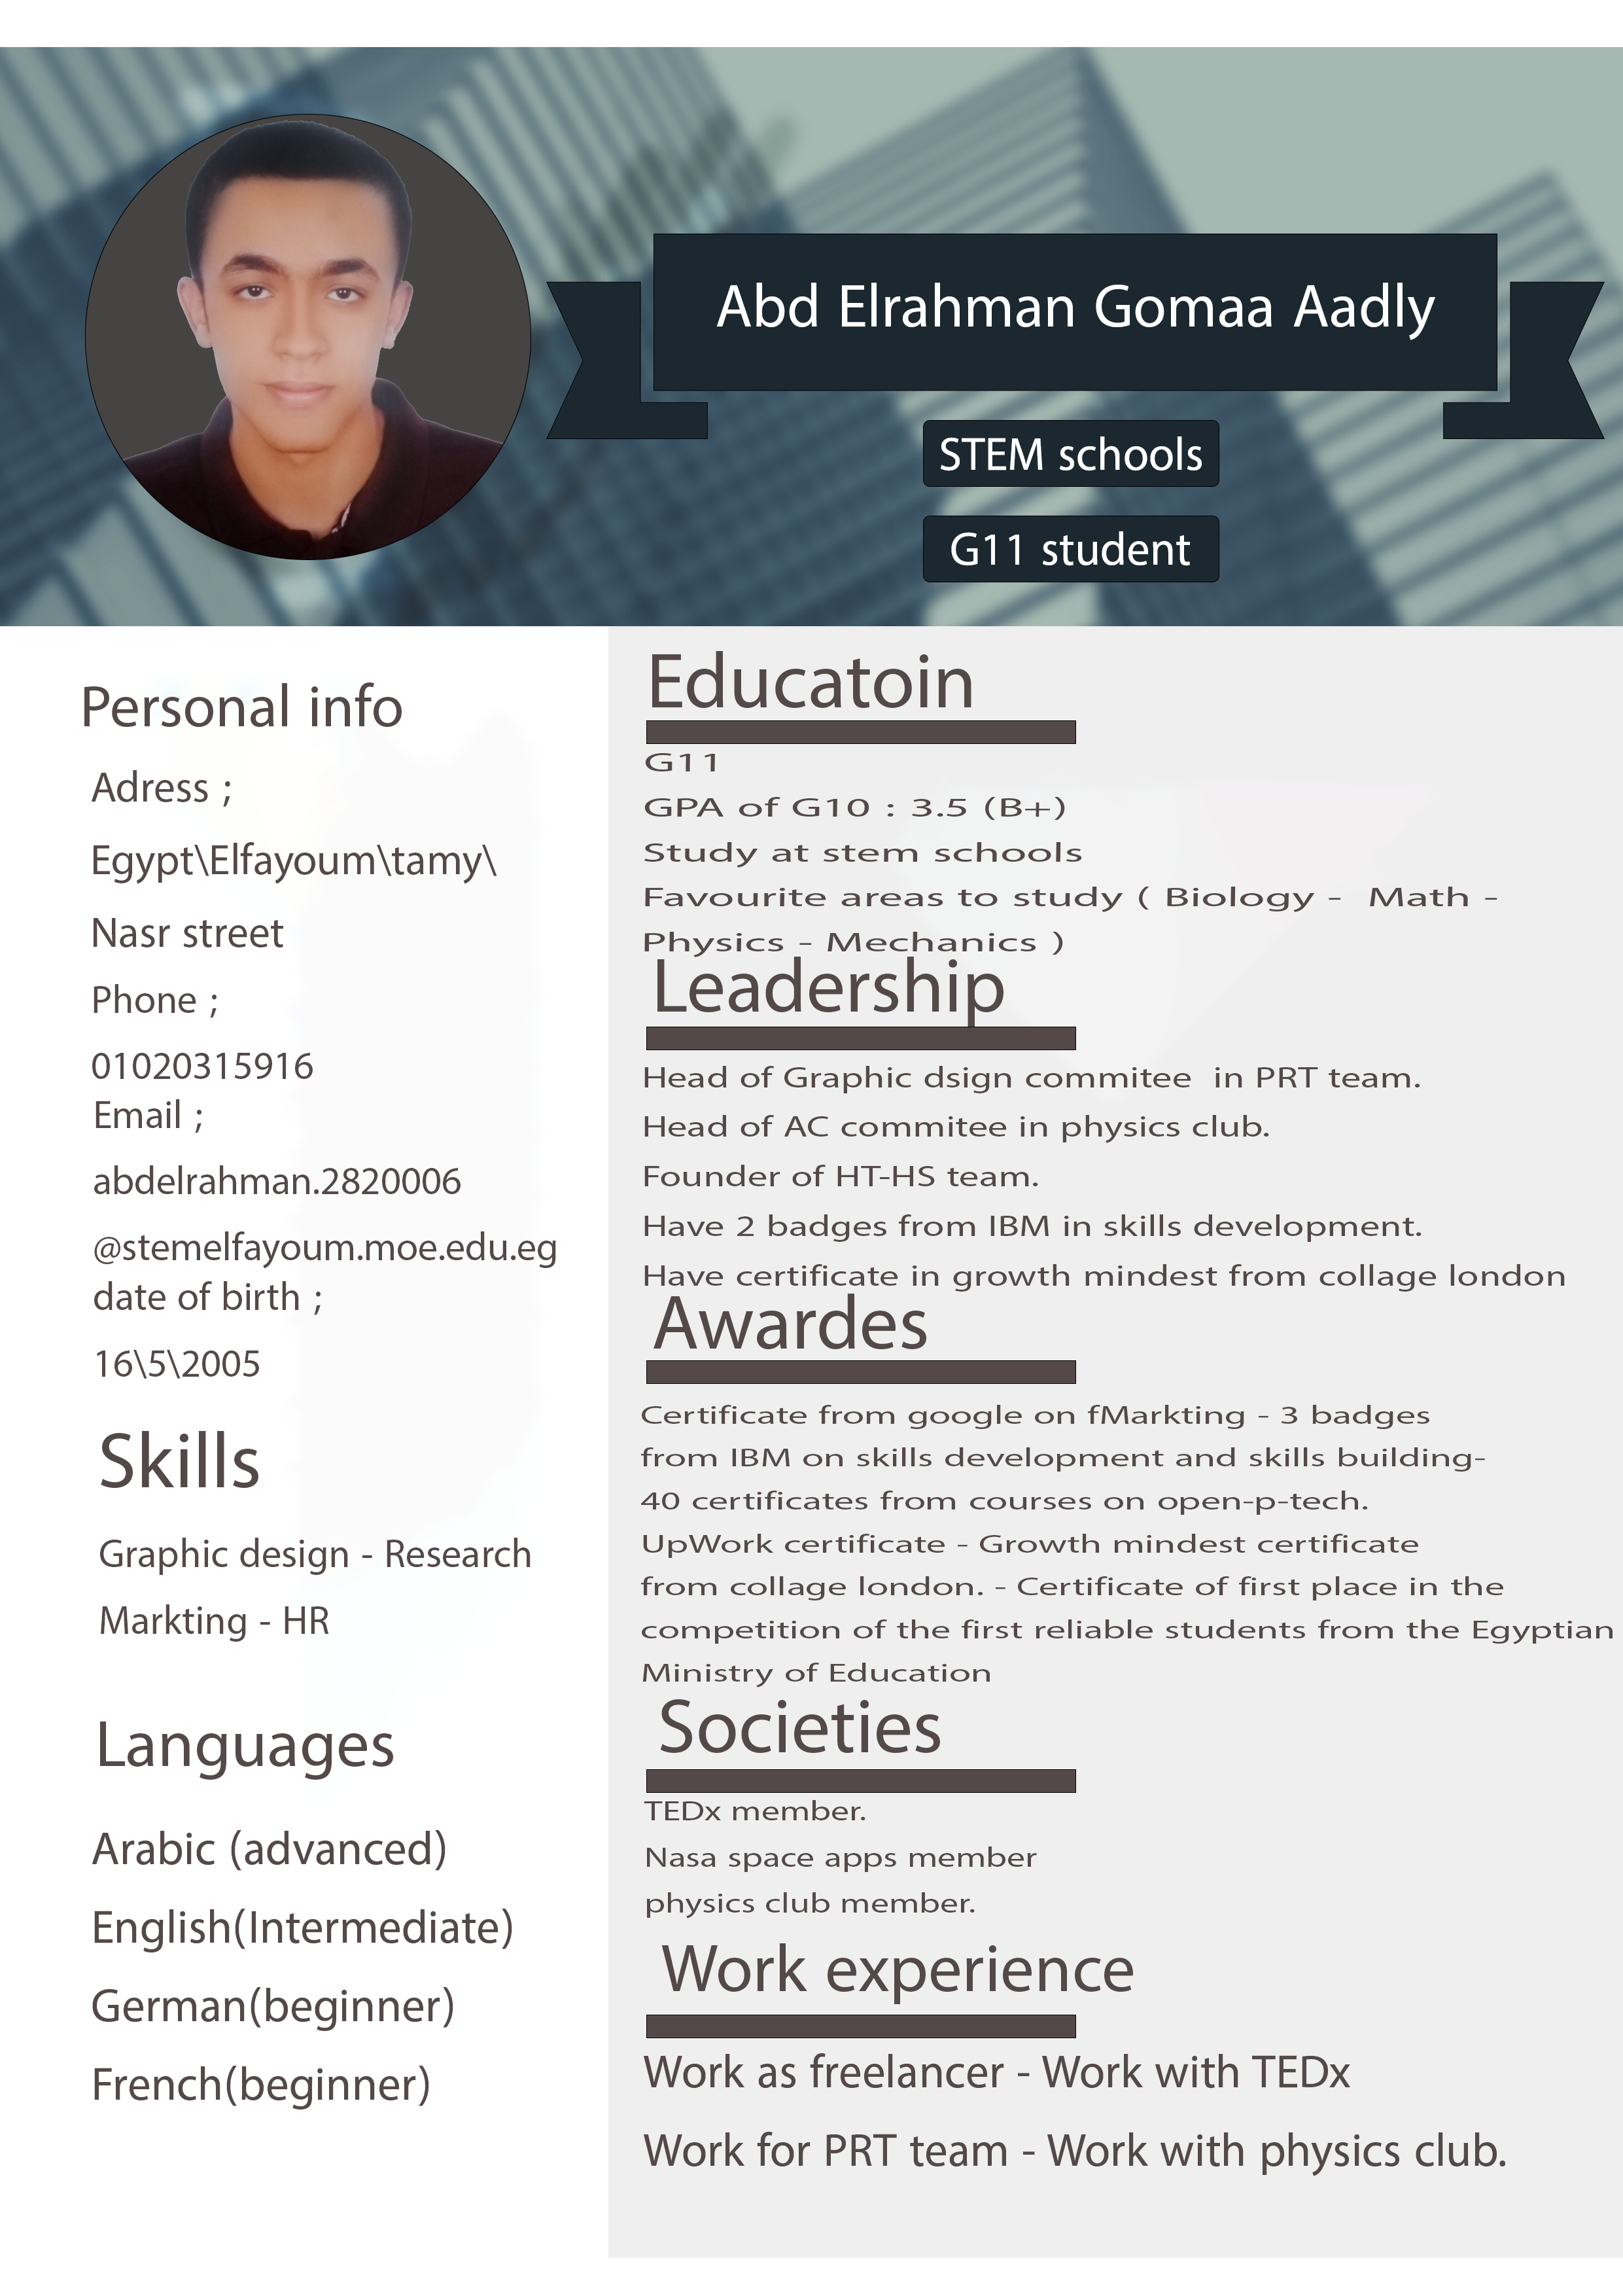 Abd Elrahman Gomaa Aadly
STEM schools
G11 student
Personal info
Adress ;
Egypt\Elfayoum\tamy\
Nasr street
Phone ;
01020315916
Email ;
abdelrahman.2820006
@stemelfayoum.moe.edu.eg
date of birth ;
16\5\2005
Skills
Graphic design - Research
Markting - HR
Languages
Arabic (advanced)
English(Intermediate)
German(beginner)
French(beginner)
Educatoin
G11
GPA of G10 : 3.5 (B+)
Study at stem schools
Favourite areas to study ( Biology -  Math -
Physics - Mechanics )
Leadership
Head of Graphic dsign commitee  in PRT team.
Head of AC commitee in physics club.
Founder of HT-HS team.
Have 2 badges from IBM in skills development.
Have certificate in growth mindest from collage london
Awardes
Certificate from google on fMarkting - 3 badges
from IBM on skills development and skills building-
40 certificates from courses on open-p-tech.
UpWork certificate - Growth mindest certificate
from collage london. - Certificate of first place in the
competition of the first reliable students from the Egyptian
Ministry of Education
Societies
TEDx member.
Nasa space apps member
physics club member.
Work experience
Work as freelancer - Work with TEDx
Work for PRT team - Work with physics club.